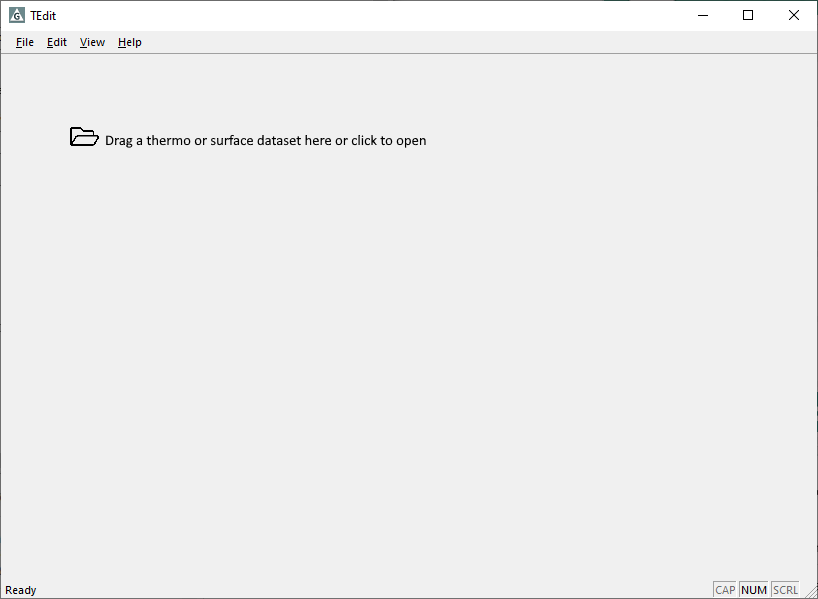 TEdit
File Edit View Help
Drag a thermo or surface dataset here or click to open
Ready CAP NUM SCRL